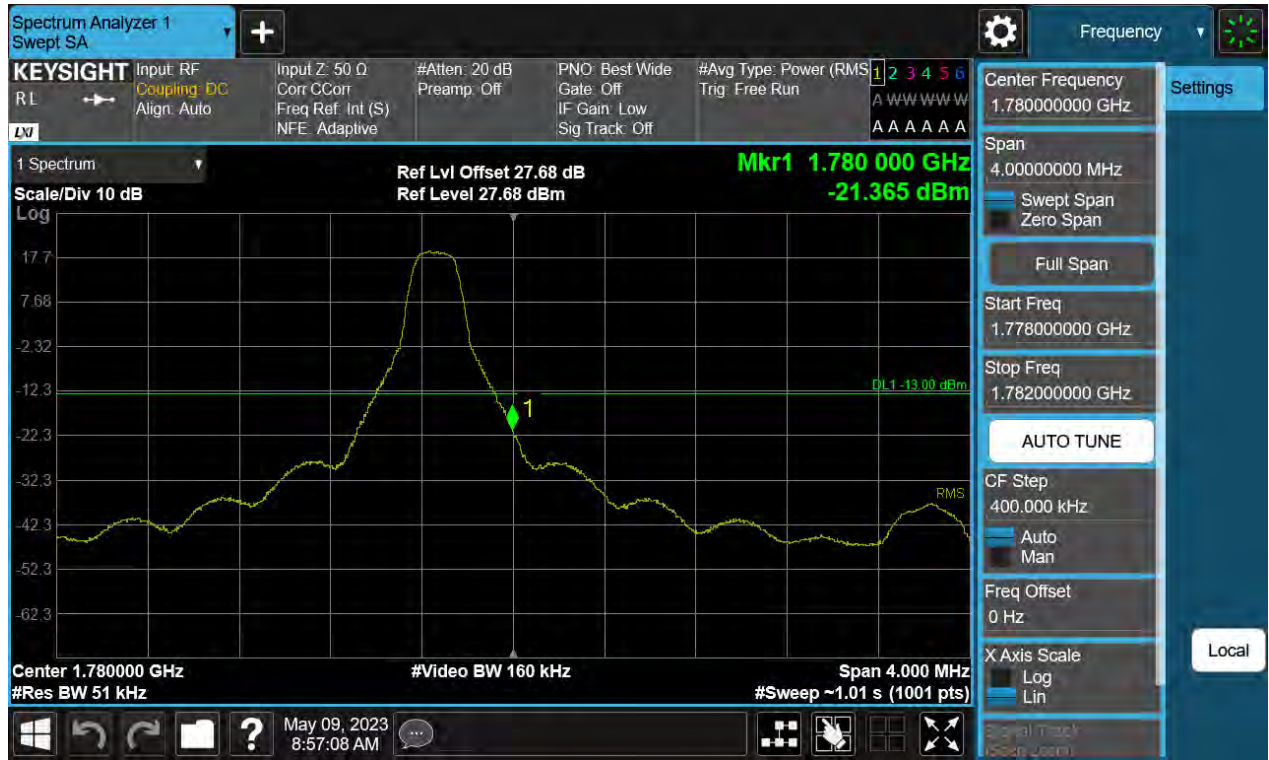 Spectrum Analyzer 1
Swept SA
+
Frequency
KEYSIGHT
RL
LXI
Input: RF
Coupling: DC
Align: Auto
Input Z: 50 Ω
Corr CCorr
Freq Ref: Int (S)
NFE: Adaptive
#Atten: 20 dB
Preamp: Off
PNO: Best Wide
Gate: Off
IF Gain: Low
Sig Track: Off
#Avg Type: Power (RMS
Trig: Free Run
1 2 3 4 5 6
A W W W W W
A A A A A A
1 Spectrum
Scale/Div 10 dB
Log
Ref Lvl Offset 27.68 dB
Ref Level 27.68 dBm
Mkr1 1.780 000 GHz
-21.365 dBm
17.7
7.68
-2.32
-12.3
-22.3
-32.3
-42.3
-52.3
-62.3
DL1 -13.00 dBm
1
RMS
Center 1.780000 GHz
#Res BW 51 kHz
#Video BW 160 kHz
Span 4.000 MHz
#Sweep ~1.01 s (1001 pts)
Center Frequency
1.780000000 GHz
Settings
Span
4.00000000 MHz
Swept Span
Zero Span
Full Span
Start Freq
1.778000000 GHz
Stop Freq
1.782000000 GHz
AUTO TUNE
CF Step
400.000 kHz
Auto
Man
Freq Offset
0 Hz
X Axis Scale
Log
Lin
Signal Track
(Span Zoom)
Local
?
May 09, 2023
8:57:08 AM